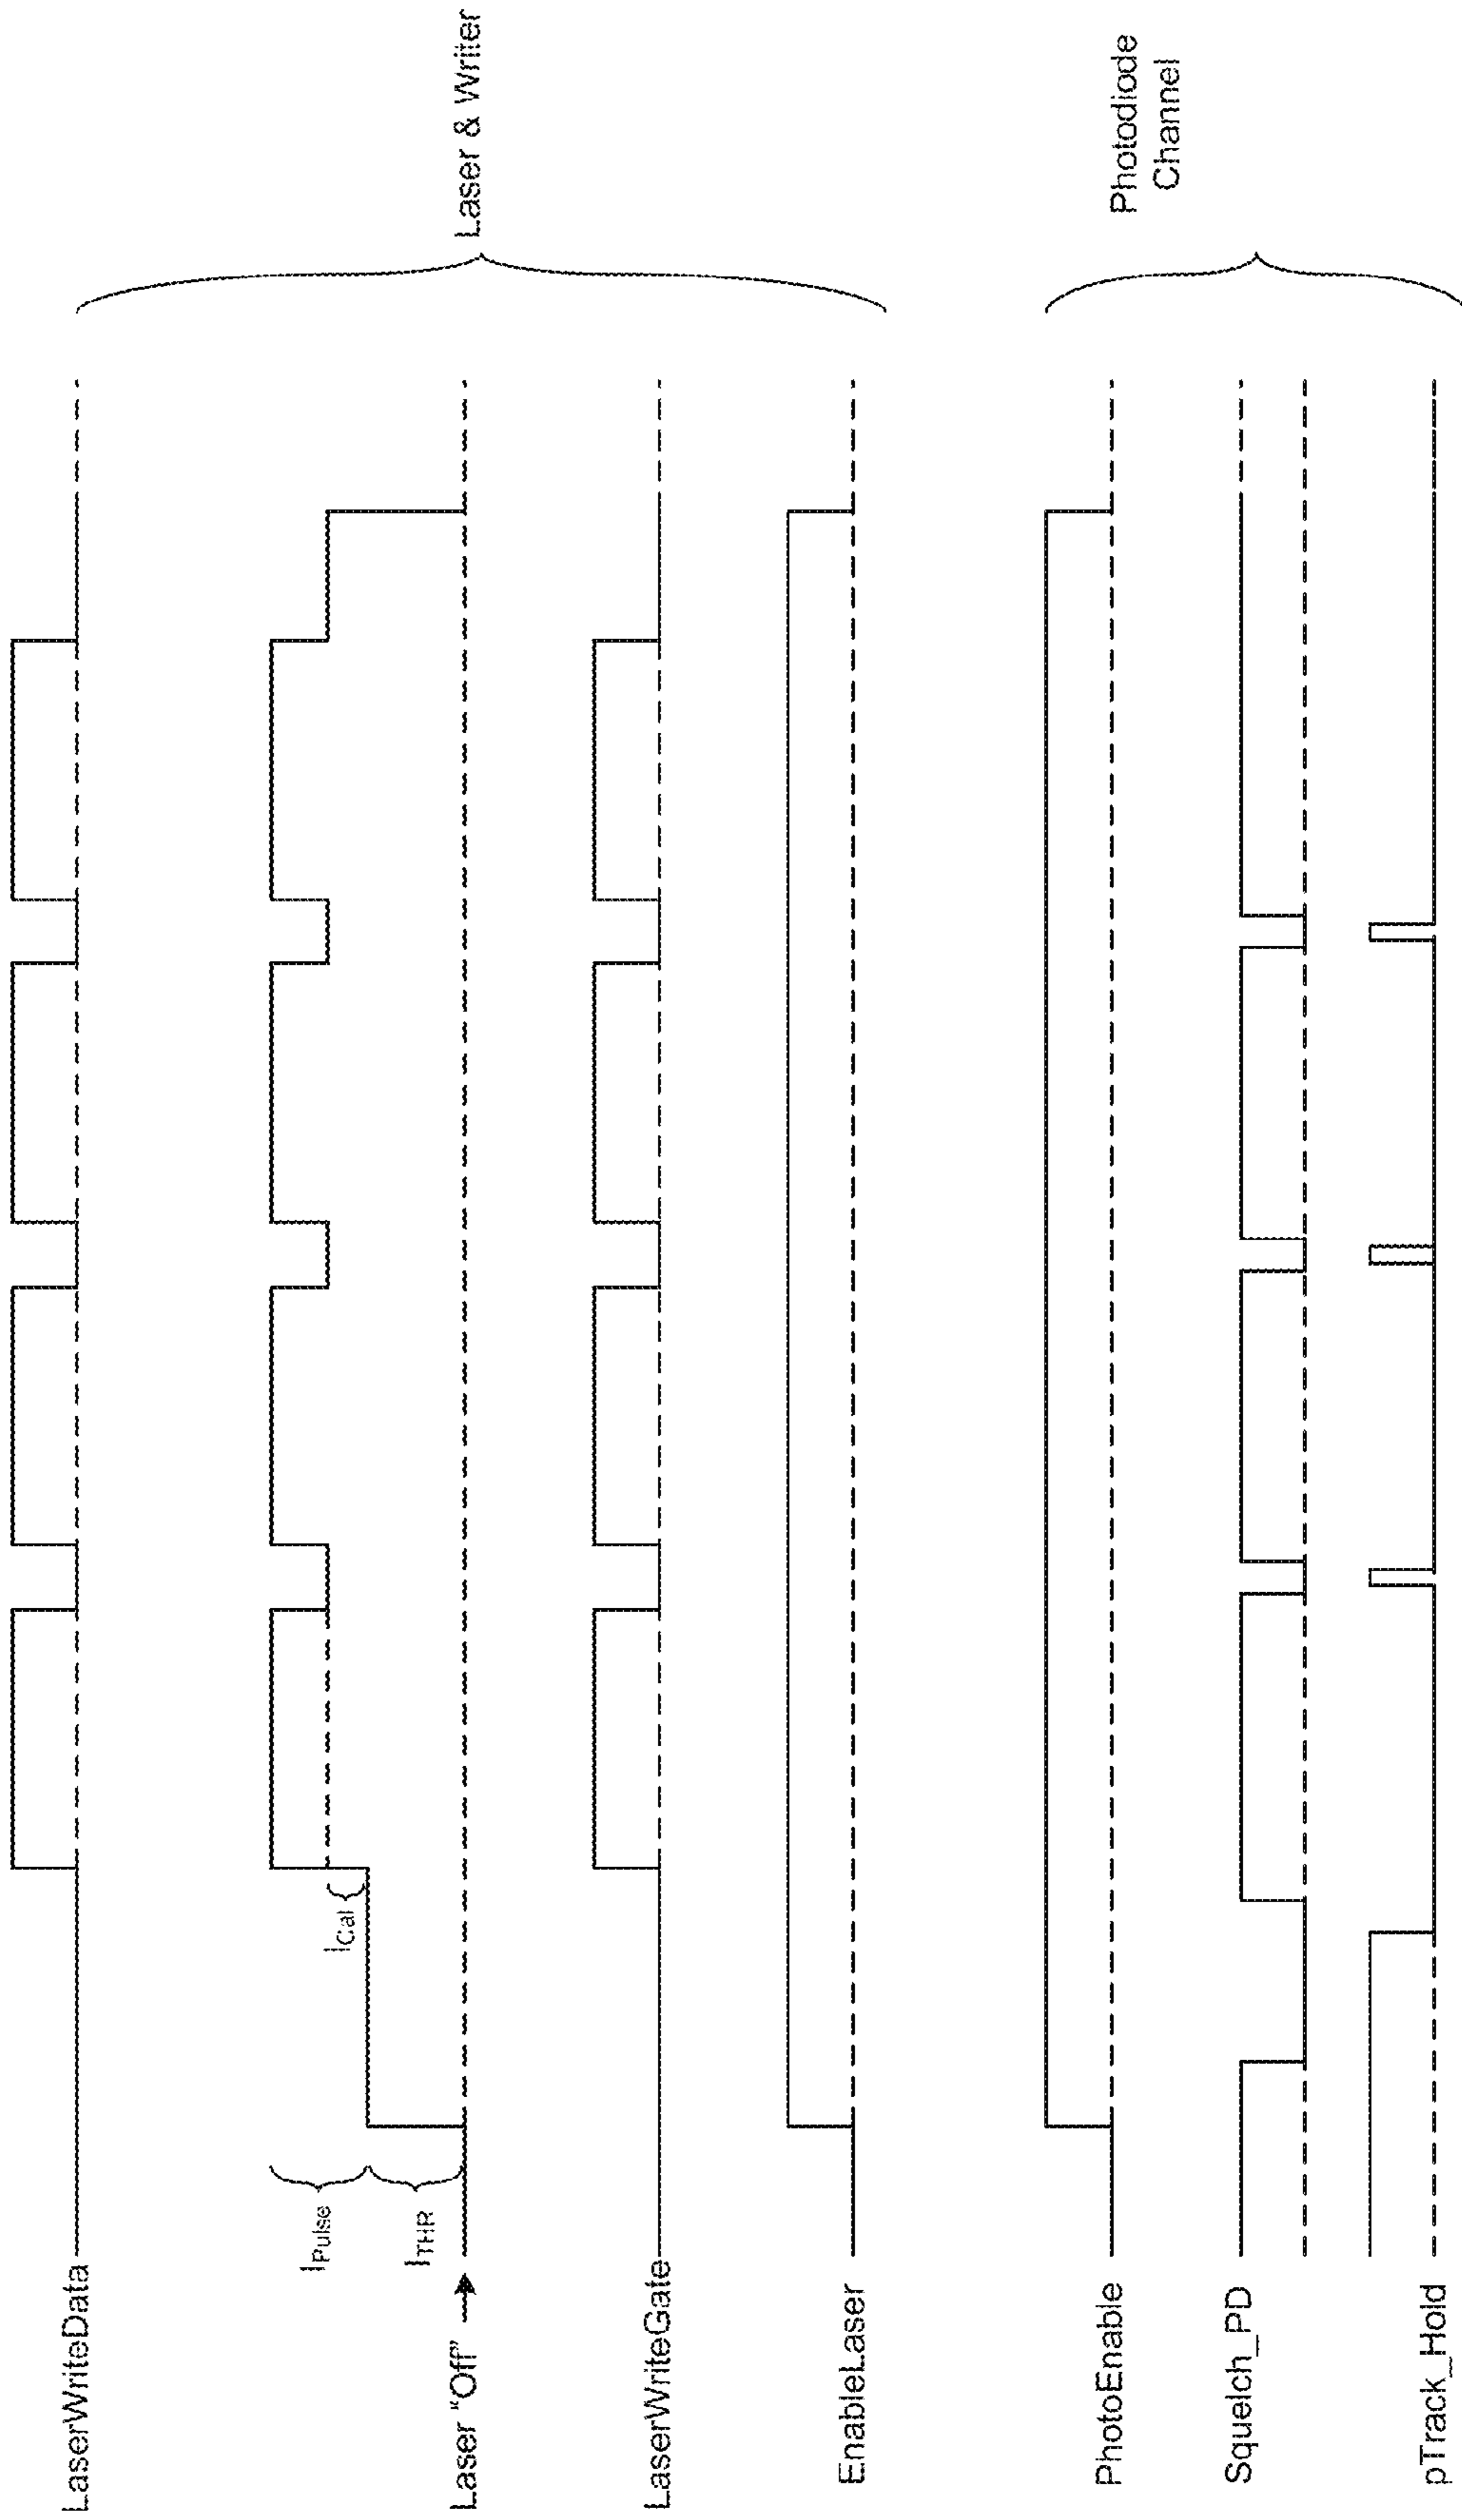 LaserWriteData
I_Pulse
I_THR
I_Cal
Laser "Off"
LaserWriteGate
EnableLaser
Laser & Writer
PhotoEnable
Squelch_PD
pTrack_Hold
Photodiode
Channel